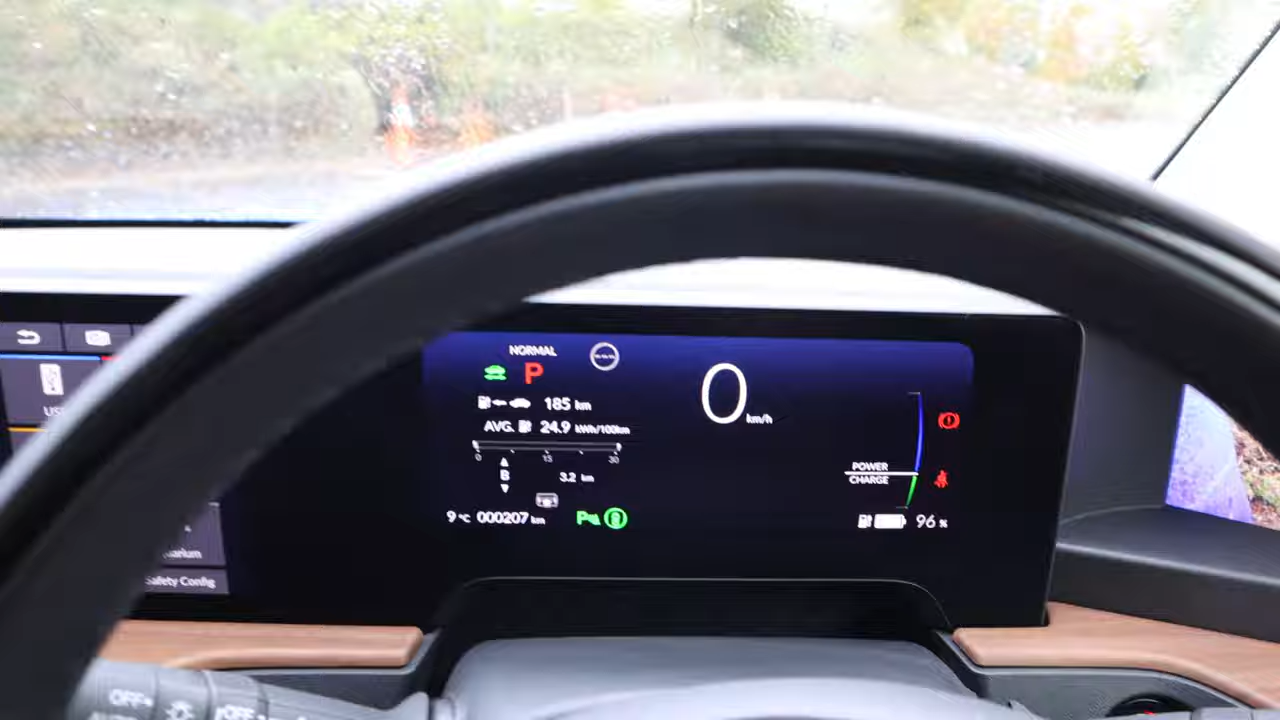 NORMAL
P
185 km
AVG. 24.9 kWh/100km
0 15 30
B
3.2 km
9 °C 000207 km
P
0 km/h
POWER
CHARGE
96 %
Safety Config
OFF
OFF